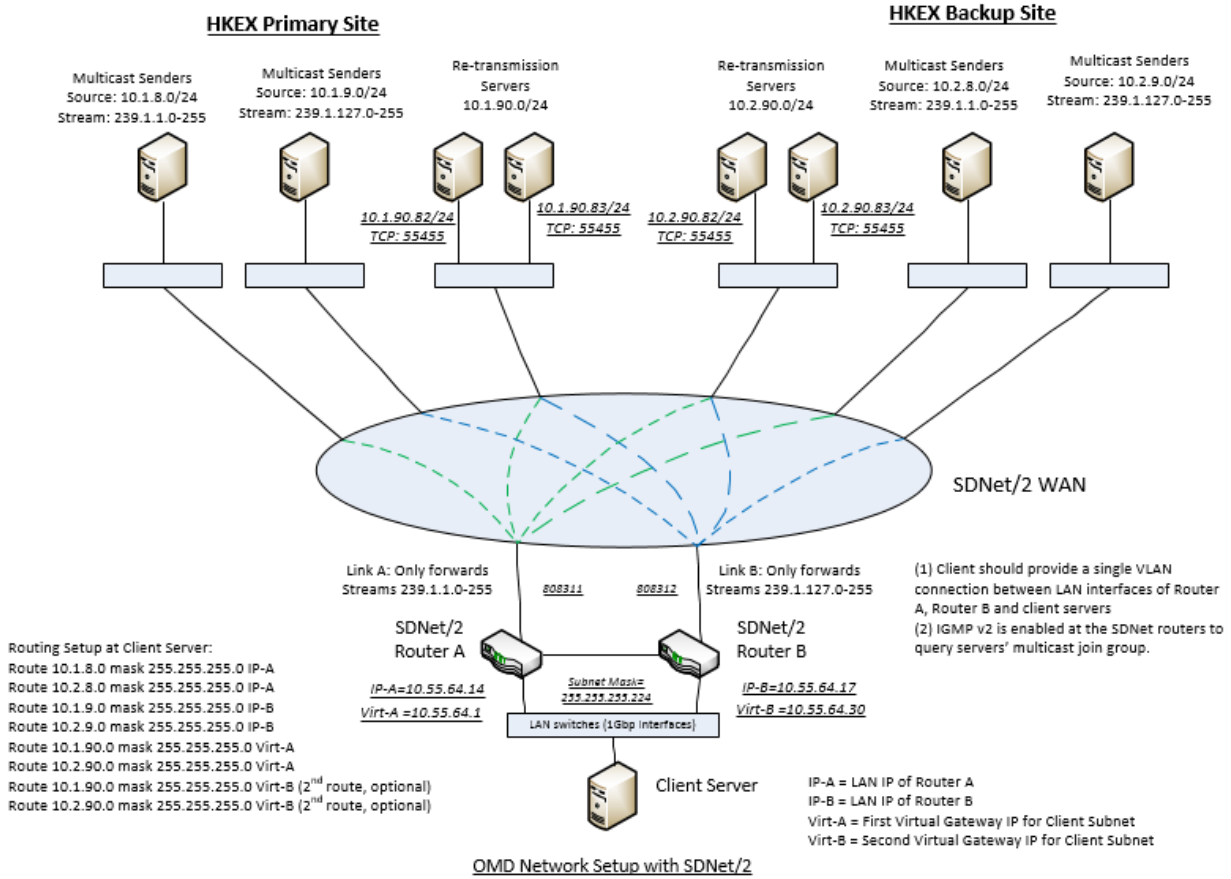 HKEX Primary Site
HKEX Backup Site
Multicast Senders
Source: 10.1.8.0/24
Stream: 239.1.1.0-255
Multicast Senders
Source: 10.1.9.0/24
Stream: 239.1.127.0-255
Re-transmission
Servers
10.1.90.0/24
Re-transmission
Servers
10.2.90.0/24
Multicast Senders
Source: 10.2.8.0/24
Stream: 239.1.1.0-255
Multicast Senders
Source: 10.2.9.0/24
Stream: 239.1.127.0-255
10.1.90.82/24
TCP: 55455
10.1.90.83/24
TCP: 55455
10.2.90.82/24
TCP: 55455
10.2.90.83/24
TCP: 55455
SDNet/2 WAN
Link A: Only forwards
Streams 239.1.1.0-255
808311
808312
Link B: Only forwards
Streams 239.1.127.0-255
(1) Client should provide a single VLAN
connection between LAN interfaces of Router
A, Router B and client servers
(2) IGMP v2 is enabled at the SDNet routers to
query servers' multicast join group.
SDNet/2
Router A
SDNet/2
Router B
IP-A=10.55.64.14
Virt-A =10.55.64.1
Subnet Mask=
255.255.255.224
IP-B=10.55.64.17
Virt-B =10.55.64.30
LAN switches (1Gbp Interfaces)
Routing Setup at Client Server:
Route 10.1.8.0 mask 255.255.255.0 IP-A
Route 10.2.8.0 mask 255.255.255.0 IP-A
Route 10.1.9.0 mask 255.255.255.0 IP-B
Route 10.2.9.0 mask 255.255.255.0 IP-B
Route 10.1.90.0 mask 255.255.255.0 Virt-A
Route 10.2.90.0 mask 255.255.255.0 Virt-A
Route 10.1.90.0 mask 255.255.255.0 Virt-B (2nd route, optional)
Route 10.2.90.0 mask 255.255.255.0 Virt-B (2nd route, optional)
Client Server
IP-A = LAN IP of Router A
IP-B = LAN IP of Router B
Virt-A = First Virtual Gateway IP for Client Subnet
Virt-B = Second Virtual Gateway IP for Client Subnet
OMD Network Setup with SDNet/2